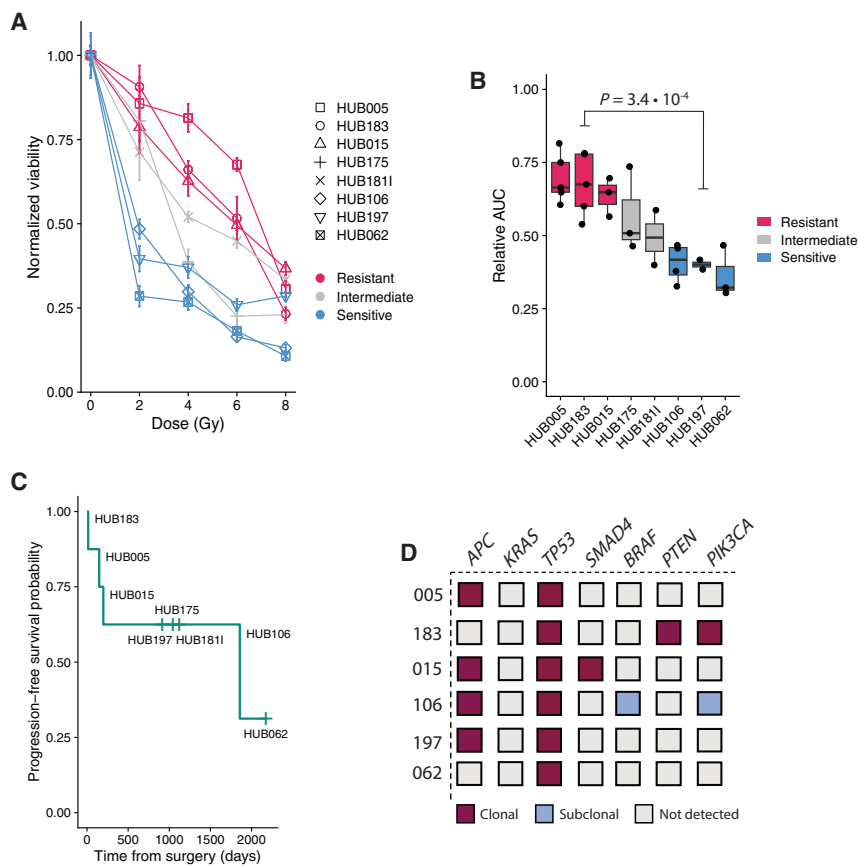 A
1.00
0.75
0.50
0.25
0.00
Normalized viability
0
2
4
6
8
Dose (Gy)
HUB005
HUB183
HUB015
HUB175
HUB181I
HUB106
HUB197
HUB062
Resistant
Intermediate
Sensitive
B
P = 3.4 • 10⁻⁴
1.00
0.75
0.50
0.25
0.00
Relative AUC
HUB005
HUB183
HUB015
HUB175
HUB181I
HUB106
HUB197
HUB062
Resistant
Intermediate
Sensitive
C
1.00
0.75
0.50
0.25
0.00
Progression−free survival probability
HUB183
HUB005
HUB015
HUB175
HUB197 HUB181I
HUB106
HUB062
0 500 1000 1500 2000
Time from surgery (days)
D
APC KRAS TP53 SMAD4 BRAF PTEN PIK3CA
005
183
015
106
197
062
Clonal Subclonal Not detected